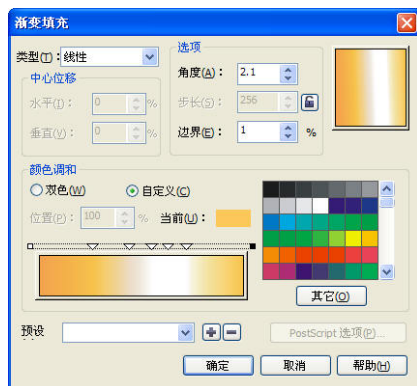 渐变填充
类型(T):线性
选项
角度(A): 2.1
步长(S): 256
边界(E): 1 %
中心位移
水平(I): 0 %
垂直(V): 0 %
颜色调和
双色(W) 自定义(C)
位置(P): 100 % 当前(U):
其它(O)
预设
PostScript 选项(P)...
确定 取消 帮助(H)